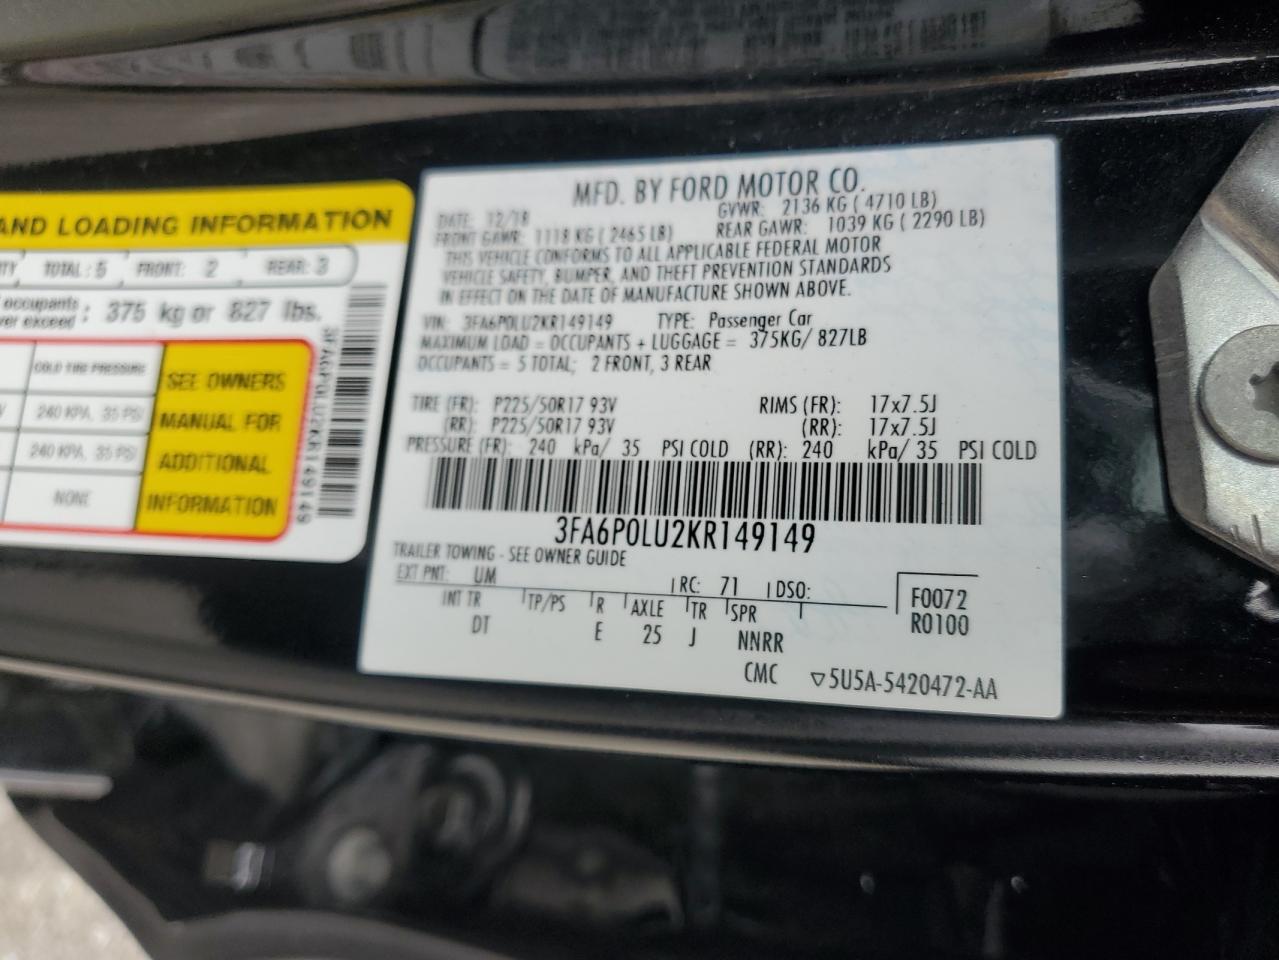 AND LOADING INFORMATION
TOTAL: 5 FRONT: 2 REAR: 3
occupants
ver exceed : 375 kg or 827 lbs.
COLD TIRE PRESSURE
240 KPA, 35 PSI
240 KPA, 35 PSI
NONE
SEE OWNERS
MANUAL FOR
ADDITIONAL
INFORMATION
3FA6P0LU2KR149149
MFD. BY FORD MOTOR CO.
DATE: 12/18 GVWR: 2136 KG ( 4710 LB)
FRONT GAWR: 1118 KG ( 2465 LB) REAR GAWR: 1039 KG ( 2290 LB)
THIS VEHICLE CONFORMS TO ALL APPLICABLE FEDERAL MOTOR
VEHICLE SAFETY, BUMPER, AND THEFT PREVENTION STANDARDS
IN EFFECT ON THE DATE OF MANUFACTURE SHOWN ABOVE.
VIN: 3FA6P0LU2KR149149 TYPE: Passenger Car
MAXIMUM LOAD = OCCUPANTS + LUGGAGE = 375KG/ 827LB
OCCUPANTS = 5 TOTAL; 2 FRONT, 3 REAR
TIRE (FR): P225/50R17 93V RIMS (FR): 17x7.5J
(RR): P225/50R17 93V (RR): 17x7.5J
PRESSURE (FR): 240 kPa/ 35 PSI COLD (RR): 240 kPa/ 35 PSI COLD
3FA6P0LU2KR149149
TRAILER TOWING - SEE OWNER GUIDE
EXT PNT: UM RC: 71 DSO:
INT TR TP/PS R AXLE TR SPR
DT E 25 J NNRR
F0072
R0100
CMC ▽5U5A-5420472-AA